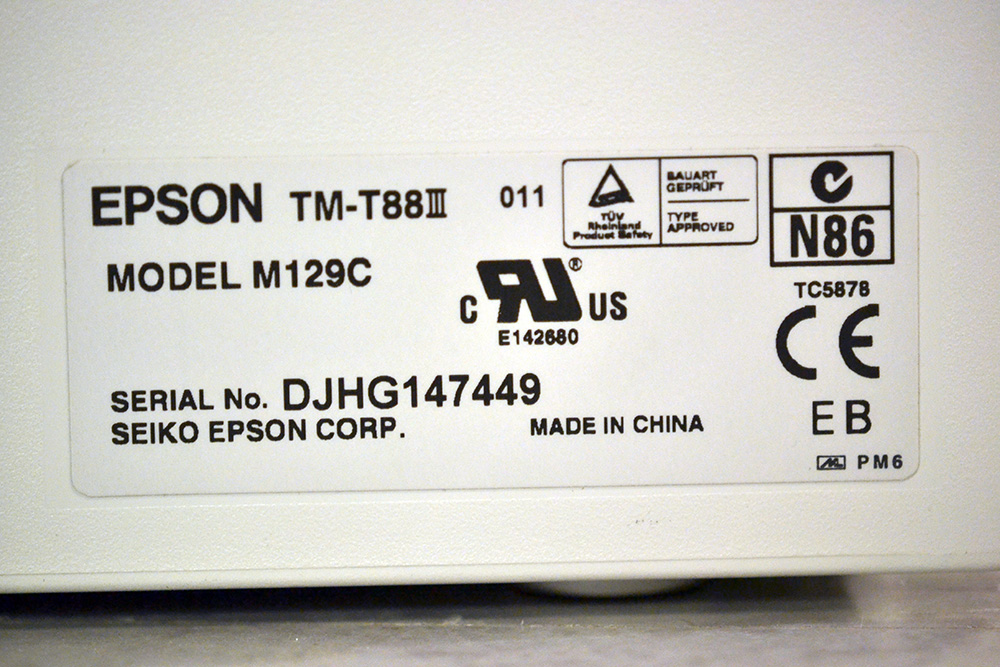 EPSON TM-T88III 011
TÜV
Rheinland
Product Safety
BAUART
GEPRÜFT
TYPE
APPROVED
N86
MODEL M129C
C RU® US
E142680
TC5878
CE
SERIAL No. DJHG147449
SEIKO EPSON CORP. MADE IN CHINA
EB
PM6